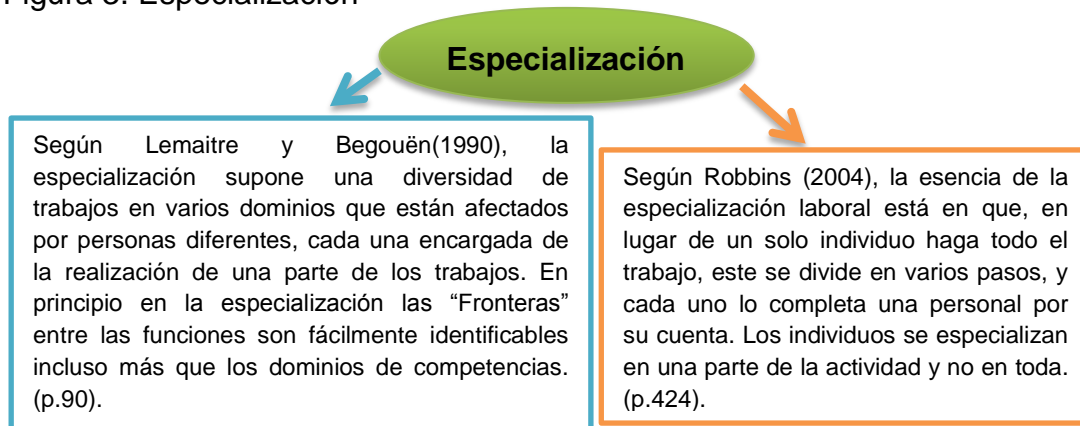 Figura 3: Especialización
Especialización
Según Lemaitre y Begouën(1990), la
especialización supone una diversidad de
trabajos en varios dominios que están afectados
por personas diferentes, cada una encargada de
la realización de una parte de los trabajos. En
principio en la especialización las “Fronteras”
entre las funciones son fácilmente identificables
incluso más que los dominios de competencias.
(p.90).
Según Robbins (2004), la esencia de la
especialización laboral está en que, en
lugar de un solo individuo haga todo el
trabajo, este se divide en varios pasos, y
cada uno lo completa una personal por
su cuenta. Los individuos se especializan
en una parte de la actividad y no en toda.
(p.424).